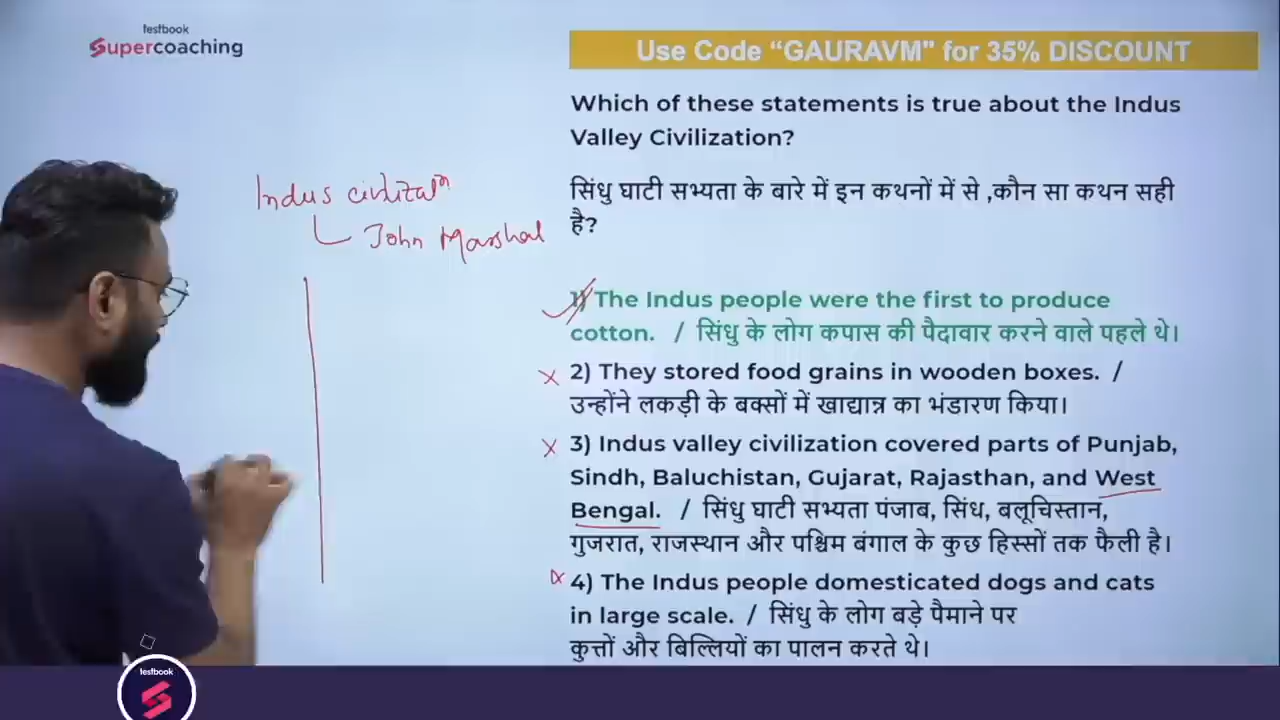 testbook
Supercoaching
Use Code “GAURAVM" for 35% DISCOUNT
Which of these statements is true about the Indus
Valley Civilization?
सिंधु घाटी सभ्यता के बारे में इन कथनों में से ,कौन सा कथन सही
है?
Indus civilizatn
John Marshal
1) The Indus people were the first to produce
cotton. / सिंधु के लोग कपास की पैदावार करने वाले पहले थे।
2) They stored food grains in wooden boxes. /
उन्होंने लकड़ी के बक्सों में खाद्यान्न का भंडारण किया।
3) Indus valley civilization covered parts of Punjab,
Sindh, Baluchistan, Gujarat, Rajasthan, and West
Bengal. / सिंधु घाटी सभ्यता पंजाब, सिंध, बलूचिस्तान,
गुजरात, राजस्थान और पश्चिम बंगाल के कुछ हिस्सों तक फैली है।
4) The Indus people domesticated dogs and cats
in large scale. / सिंधु के लोग बड़े पैमाने पर
कुत्तों और बिल्लियों का पालन करते थे।
testbook